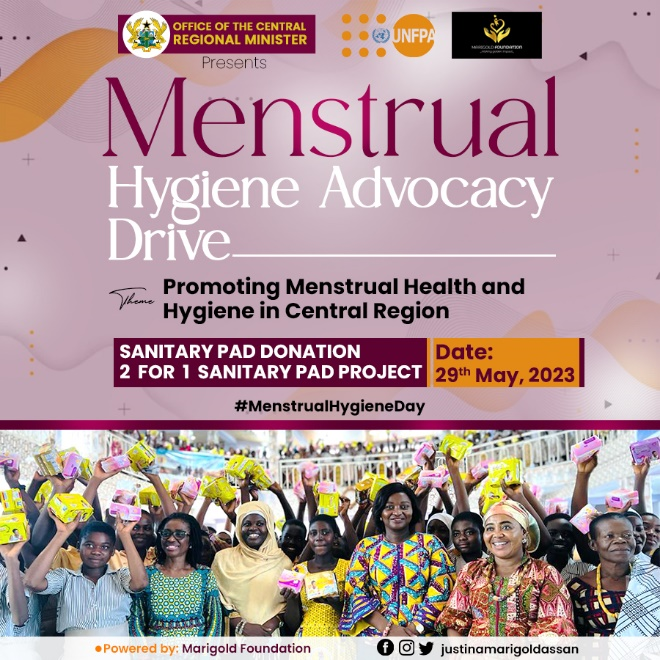 OFFICE OF THE CENTRAL
REGIONAL MINISTER
UNFPA
MARIGOLD FOUNDATION
Presents
Menstrual
Hygiene Advocacy
Drive
Theme
Promoting Menstrual Health and
Hygiene in Central Region
SANITARY PAD DONATION
2 FOR 1 SANITARY PAD PROJECT
Date:
29th May, 2023
#MenstrualHygieneDay
Powered by: Marigold Foundation
justinamarigoldassan